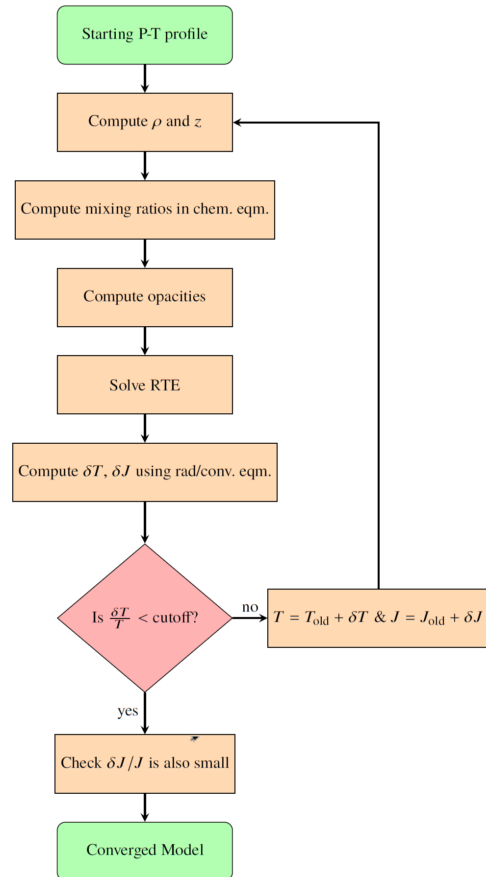 Starting P-T profile
Compute ρ and z
Compute mixing ratios in chem. eqm.
Compute opacities
Solve RTE
Compute δT, δJ using rad/conv. eqm.
Is δT/T < cutoff?
no
T = T_old + δT & J = J_old + δJ
yes
Check δJ/J is also small
Converged Model